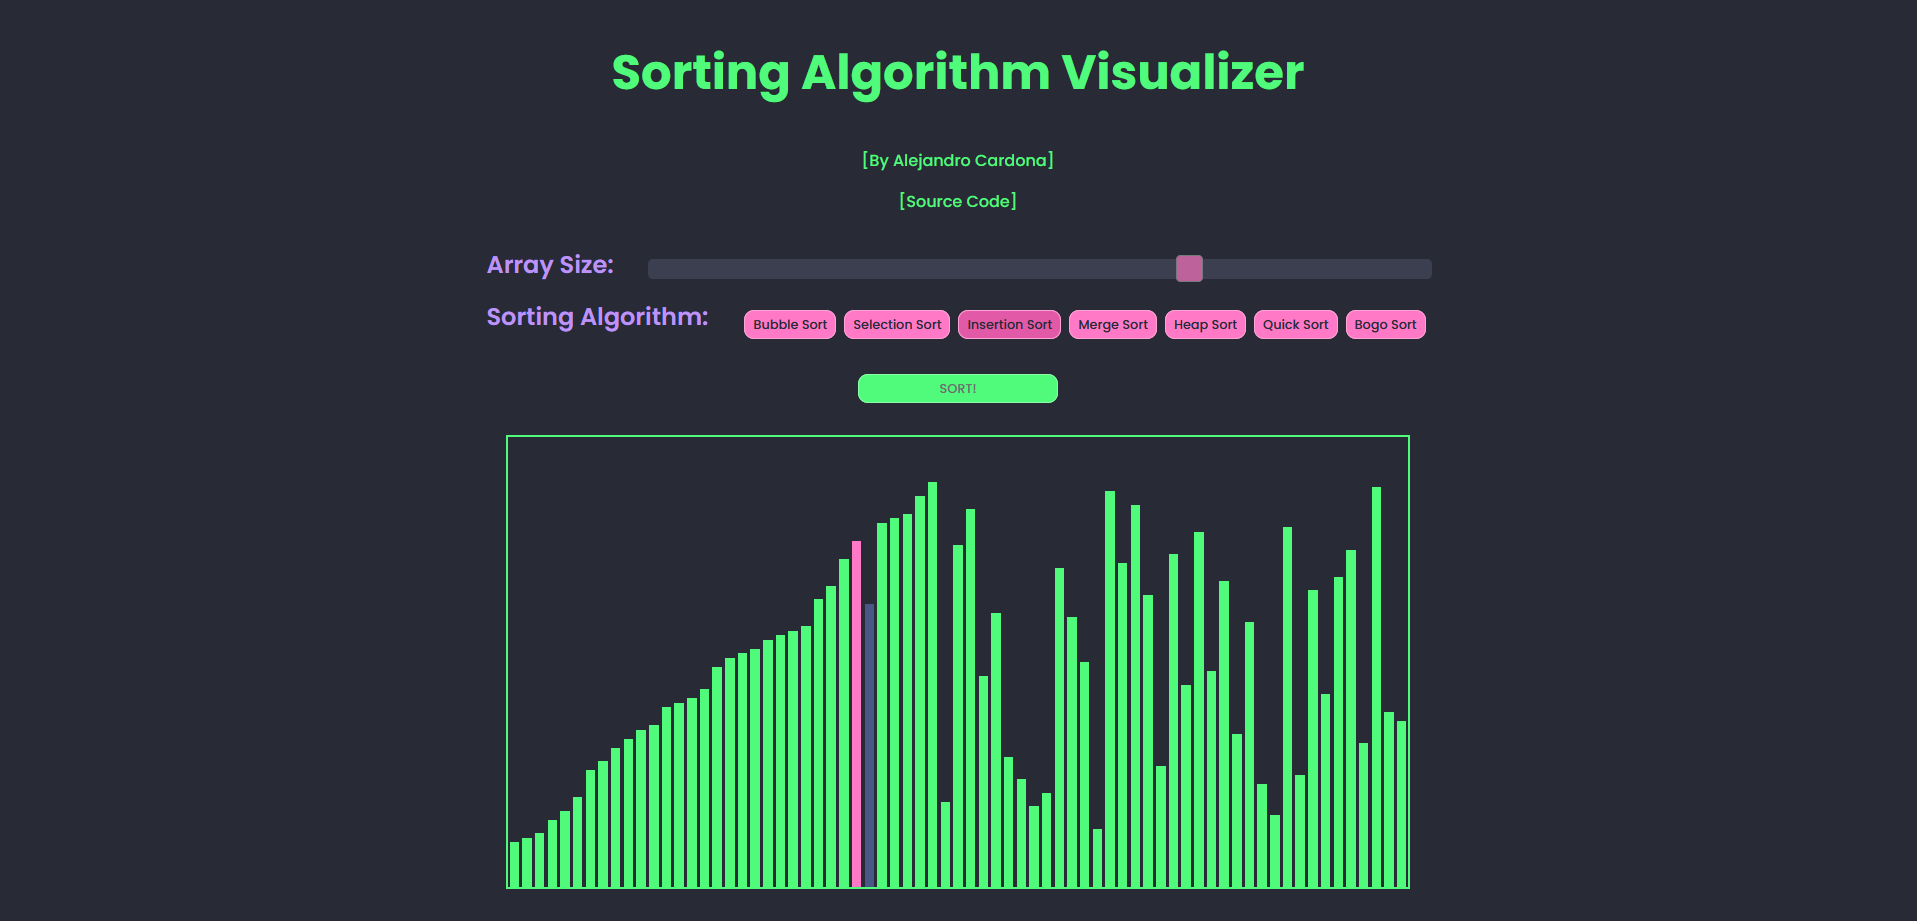 Sorting Algorithm Visualizer
[By Alejandro Cardona]
[Source Code]
Array Size:
Sorting Algorithm: Bubble Sort Selection Sort Insertion Sort Merge Sort Heap Sort Quick Sort Bogo Sort
SORT!